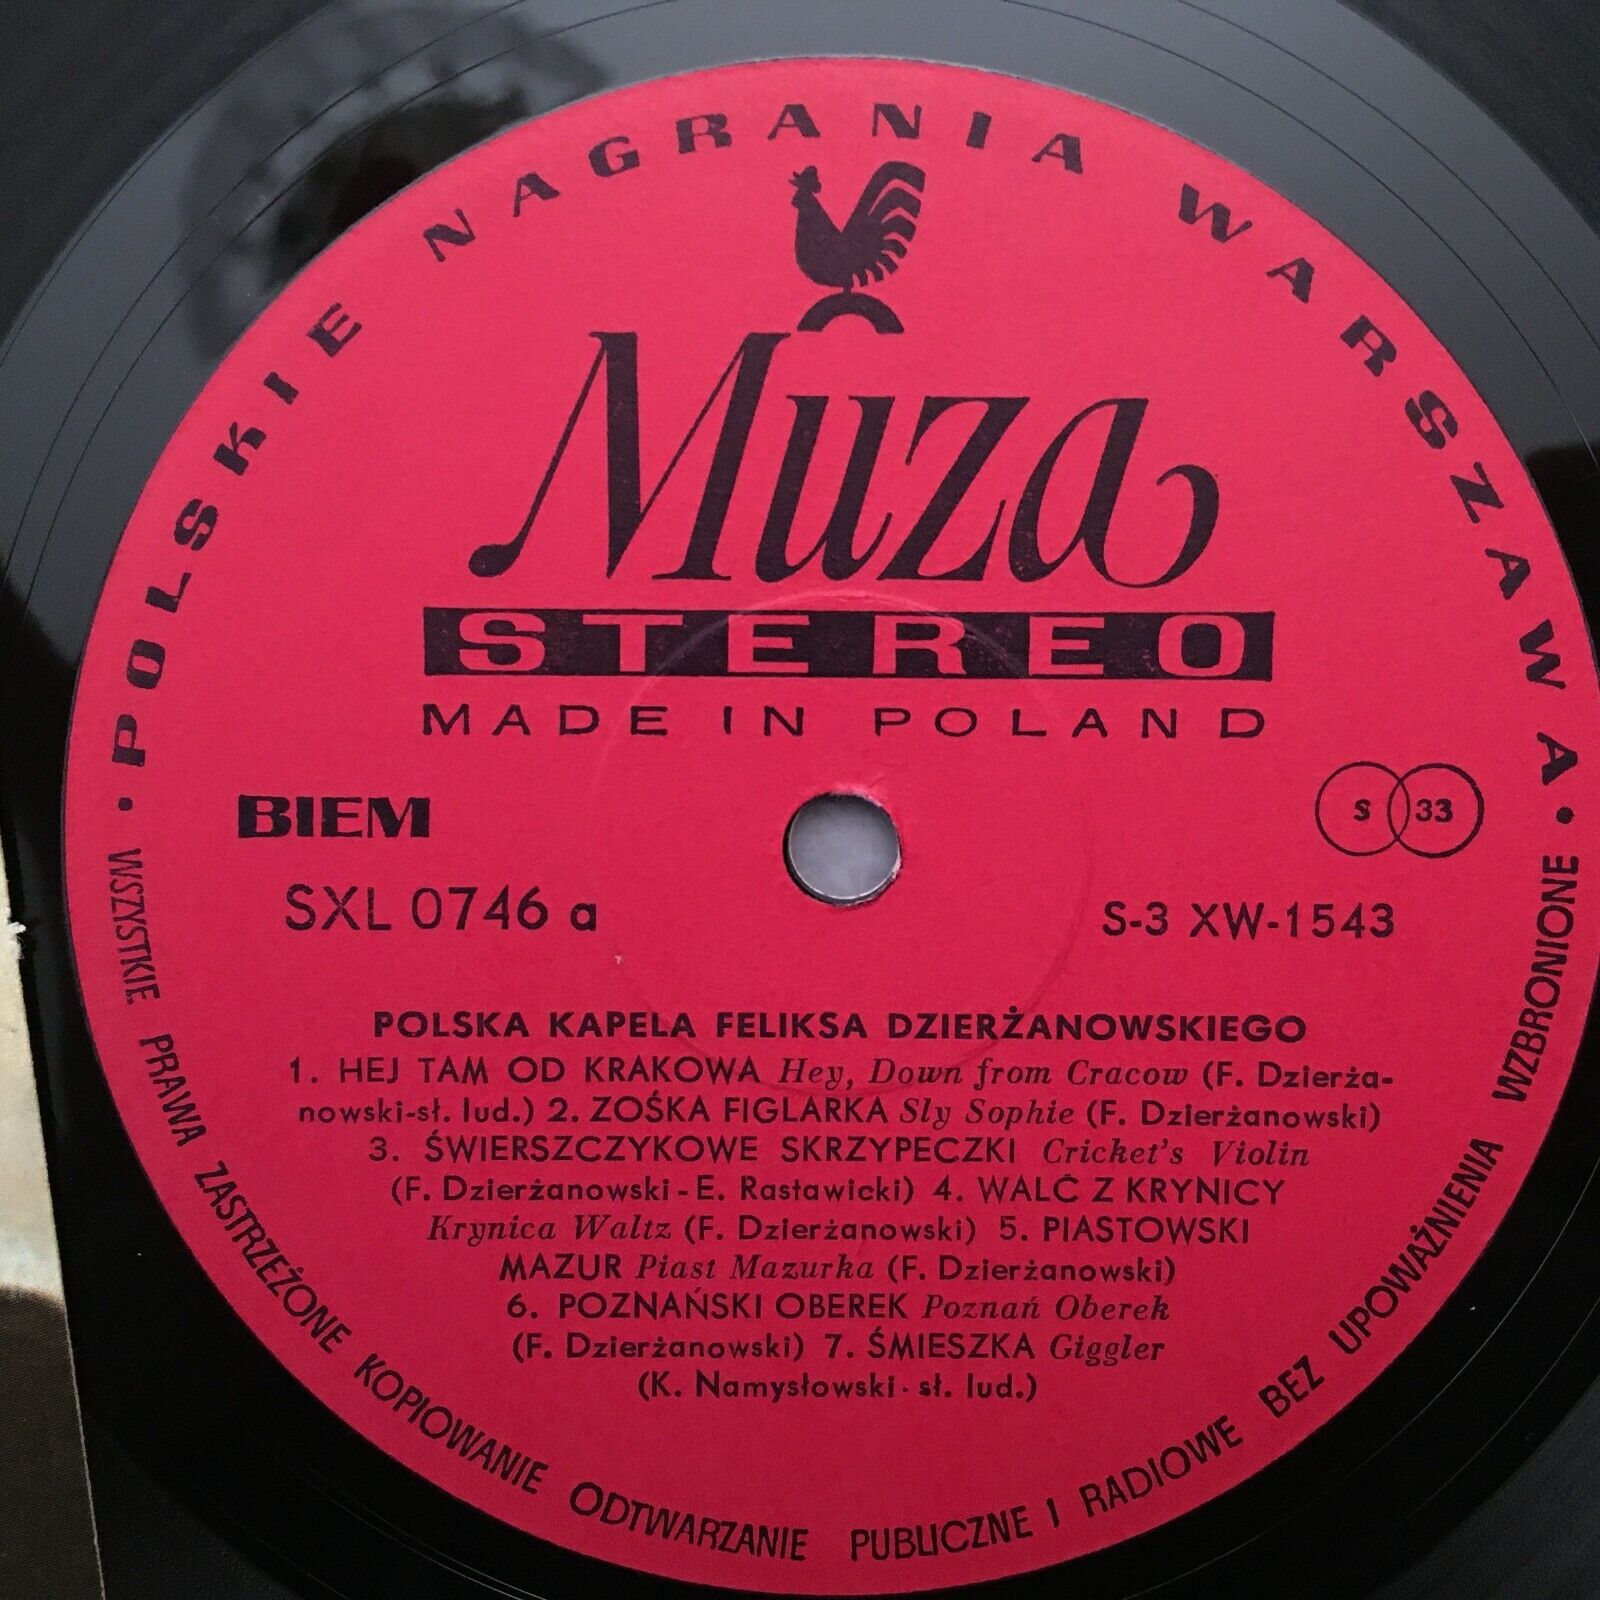 • POLSKIE NAGRANIA WARSZAWA •
Muza
STEREO
MADE IN POLAND
BIEM
S 33
SXL 0746 a
S-3 XW-1543
POLSKA KAPELA FELIKSA DZIERŻANOWSKIEGO
1. HEJ TAM OD KRAKOWA Hey, Down from Cracow (F. Dzierża-
nowski-sł. lud.) 2. ZOŚKA FIGLARKA Sly Sophie (F. Dzierżanowski)
3. ŚWIERSZCZYKOWE SKRZYPECZKI Cricket's Violin
(F. Dzierżanowski - E. Rastawicki) 4. WALC Z KRYNICY
Krynica Waltz (F. Dzierżanowski) 5. PIASTOWSKI
MAZUR Piast Mazurka (F. Dzierżanowski)
6. POZNAŃSKI OBEREK Poznań Oberek
(F. Dzierżanowski) 7. ŚMIESZKA Giggler
(K. Namysłowski - sł. lud.)
WSZYSTKIE PRAWA ZASTRZEŻONE KOPIOWANIE ODTWARZANIE PUBLICZNE I RADIOWE BEZ UPOWAŻNIENIA WZBRONIONE